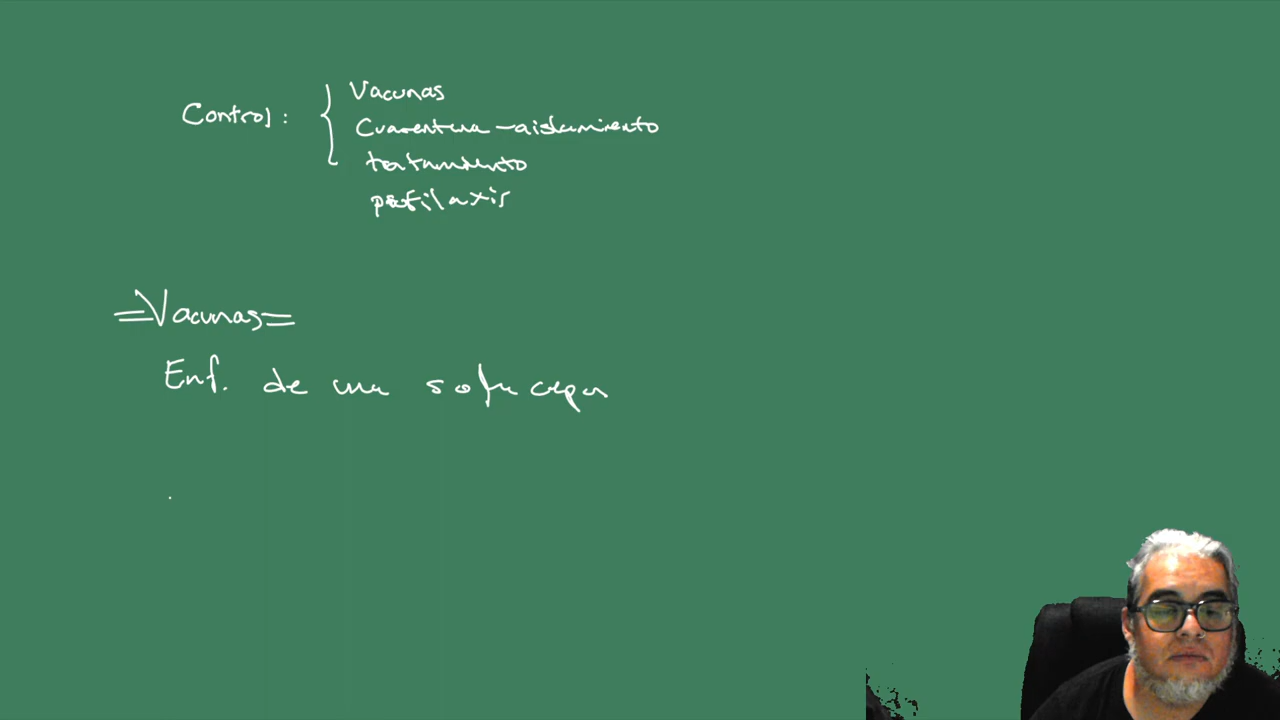 Control: { Vacunas
Cuarentena - aislamiento
tratamiento
profilaxis
=Vacunas=
Enf. de una sola cepa